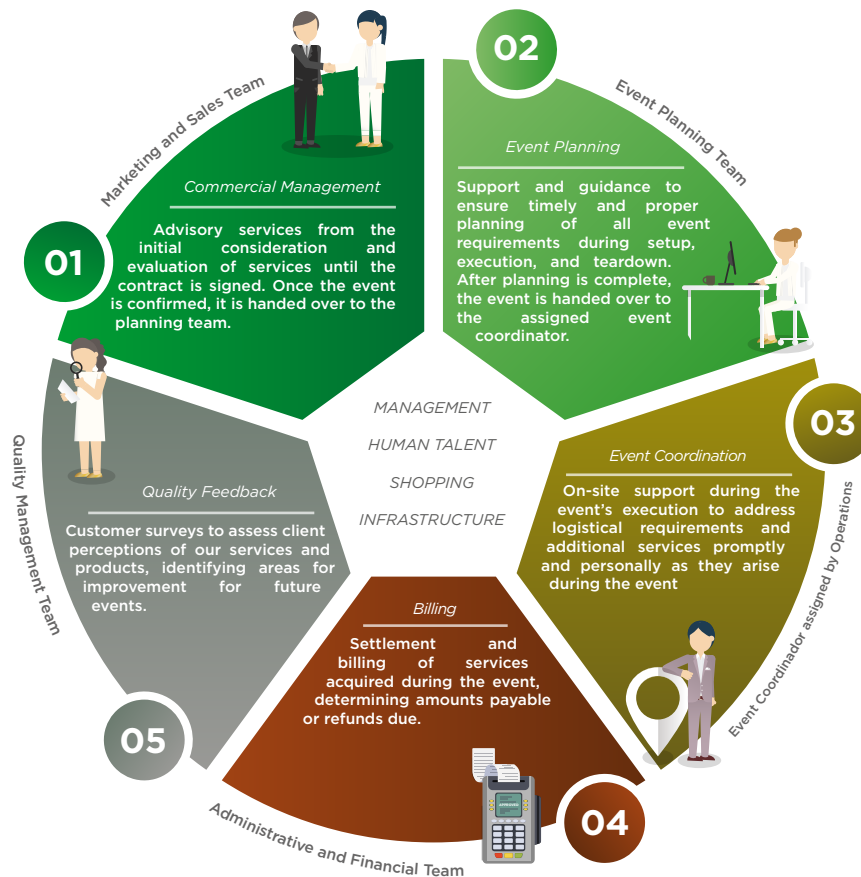 Marketing and Sales Team
01
Commercial Management
Advisory services from the
initial consideration and
evaluation of services until the
contract is signed. Once the event
is confirmed, it is handed over to the
planning team.
02
Event Planning Team
Event Planning
Support and guidance to
ensure timely and proper
planning of all event
requirements during setup,
execution, and teardown.
After planning is complete,
the event is handed over to
the assigned event
coordinator.
03
Event Coordinador assigned by Operations
Event Coordination
On-site support during the
event's execution to address
logistical requirements and
additional services promptly
and personally as they arise
during the event
04
Administrative and Financial Team
Billing
Settlement and
billing of services
acquired during the event,
determining amounts payable
or refunds due.
APPROVED
05
Quality Management Team
Quality Feedback
Customer surveys to assess client
perceptions of our services and
products, identifying areas for
improvement for future
events.
MANAGEMENT
HUMAN TALENT
SHOPPING
INFRASTRUCTURE